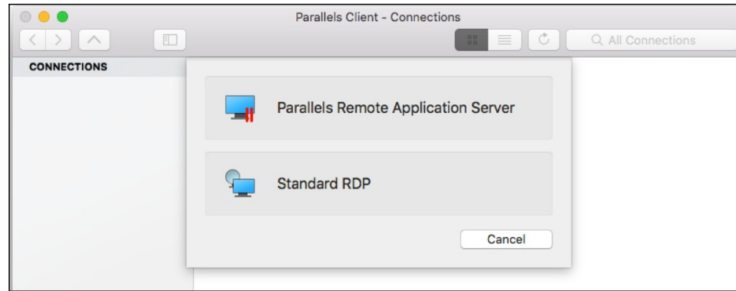 Parallels Client - Connections
All Connections
CONNECTIONS
Parallels Remote Application Server
Standard RDP
Cancel